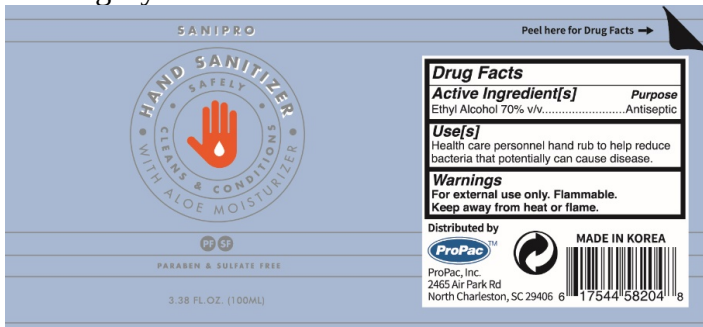 SANIPRO
HAND SANITIZER
• WITH ALOE MOISTURIZER •
• SAFELY •
CLEANS & CONDITIONS
PF SF
PARABEN & SULFATE FREE
3.38 FL.OZ. (100ML)
Peel here for Drug Facts →
Drug Facts
Active Ingredient[s] Purpose
Ethyl Alcohol 70% v/v..........................Antiseptic
Use[s]
Health care personnel hand rub to help reduce
bacteria that potentially can cause disease.
Warnings
For external use only. Flammable.
Keep away from heat or flame.
Distributed by
ProPac™
ProPac, Inc.
2465 Air Park Rd
North Charleston, SC 29406
MADE IN KOREA
6 17544 58204 8